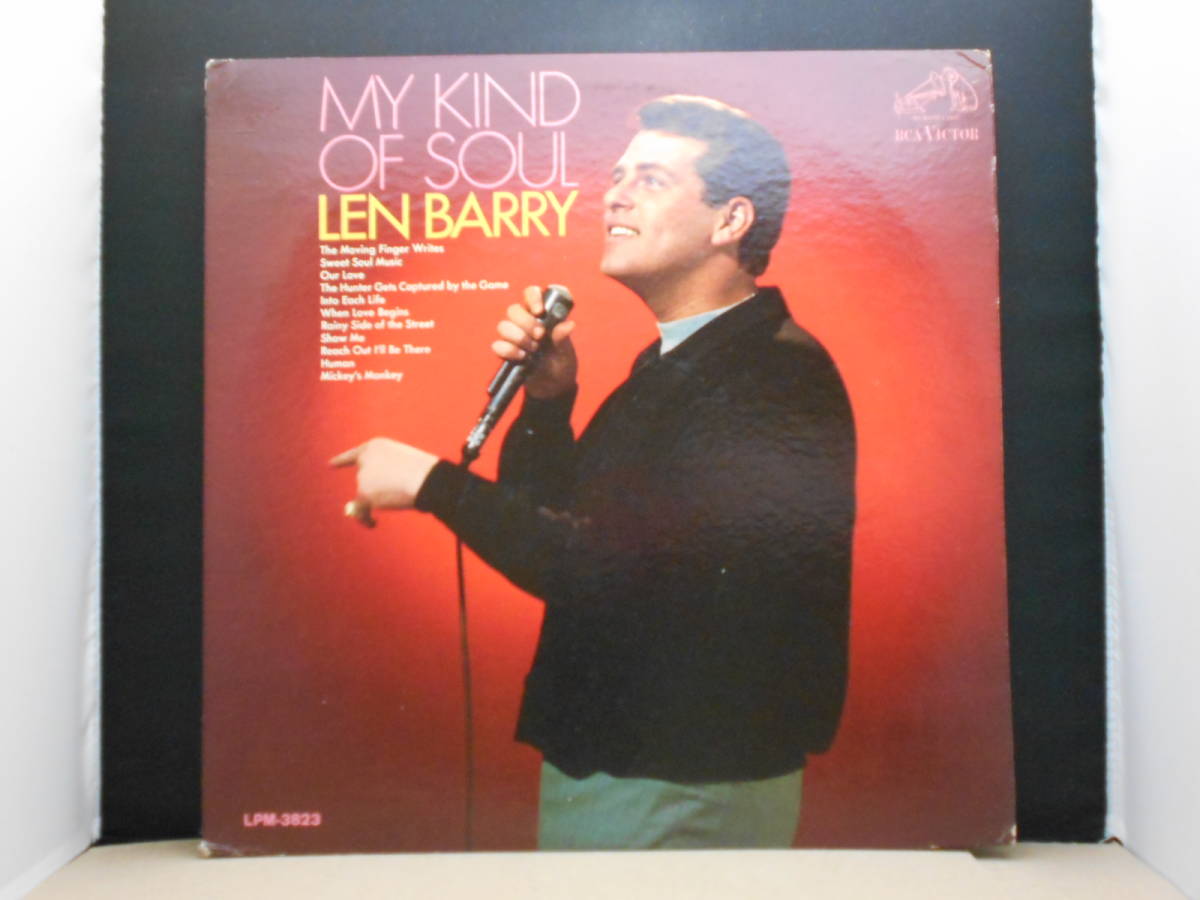 MY KIND
OF SOUL
LEN BARRY
The Moving Finger Writes
Sweet Soul Music
Our Love
The Hunter Gets Captured by the Game
Into Each Life
When Love Begins
Rainy Side of the Street
Show Me
Reach Out I'll Be There
Human
Mickey's Monkey
RCA VICTOR
LPM-3823